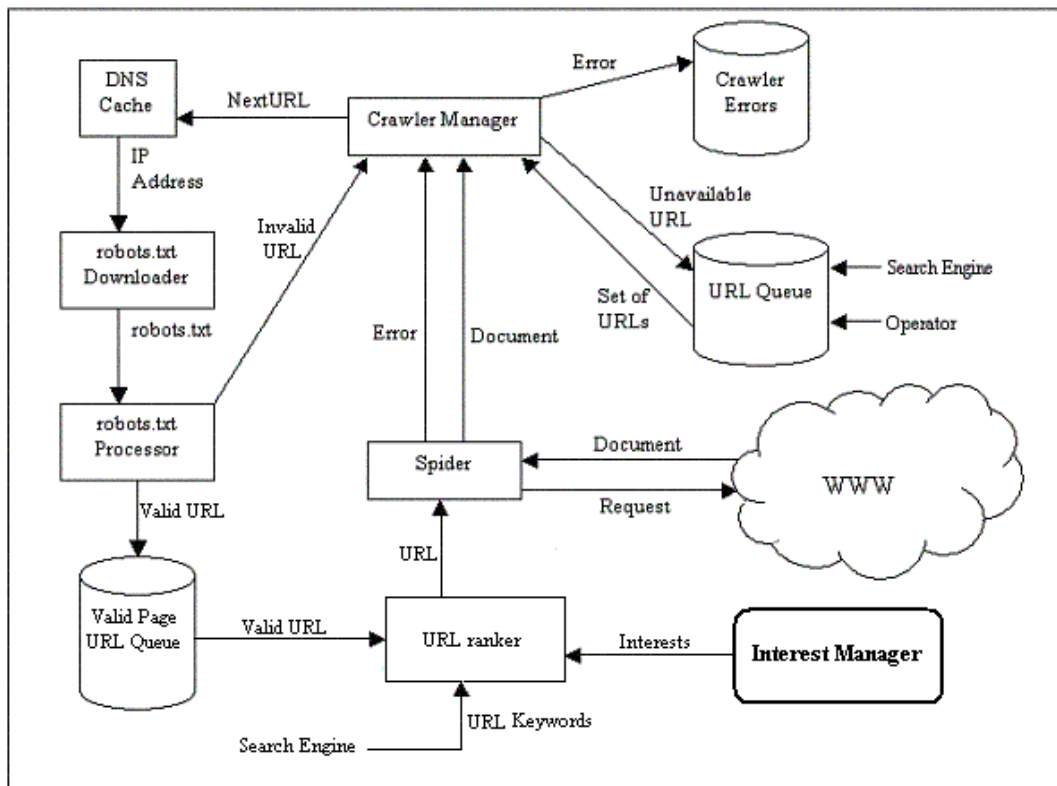 DNS
Cache
NextURL
Crawler Manager
Error
Crawler
Errors
IP
Address
Invalid
URL
Unavailable
URL
robots.txt
Downloader
URL Queue
Search Engine
Set of
URLs
Operator
robots.txt
Error
Document
robots.txt
Processor
Spider
Document
WWW
Request
Valid URL
URL
Valid Page
URL Queue
Valid URL
URL ranker
Interests
Interest Manager
URL Keywords
Search Engine